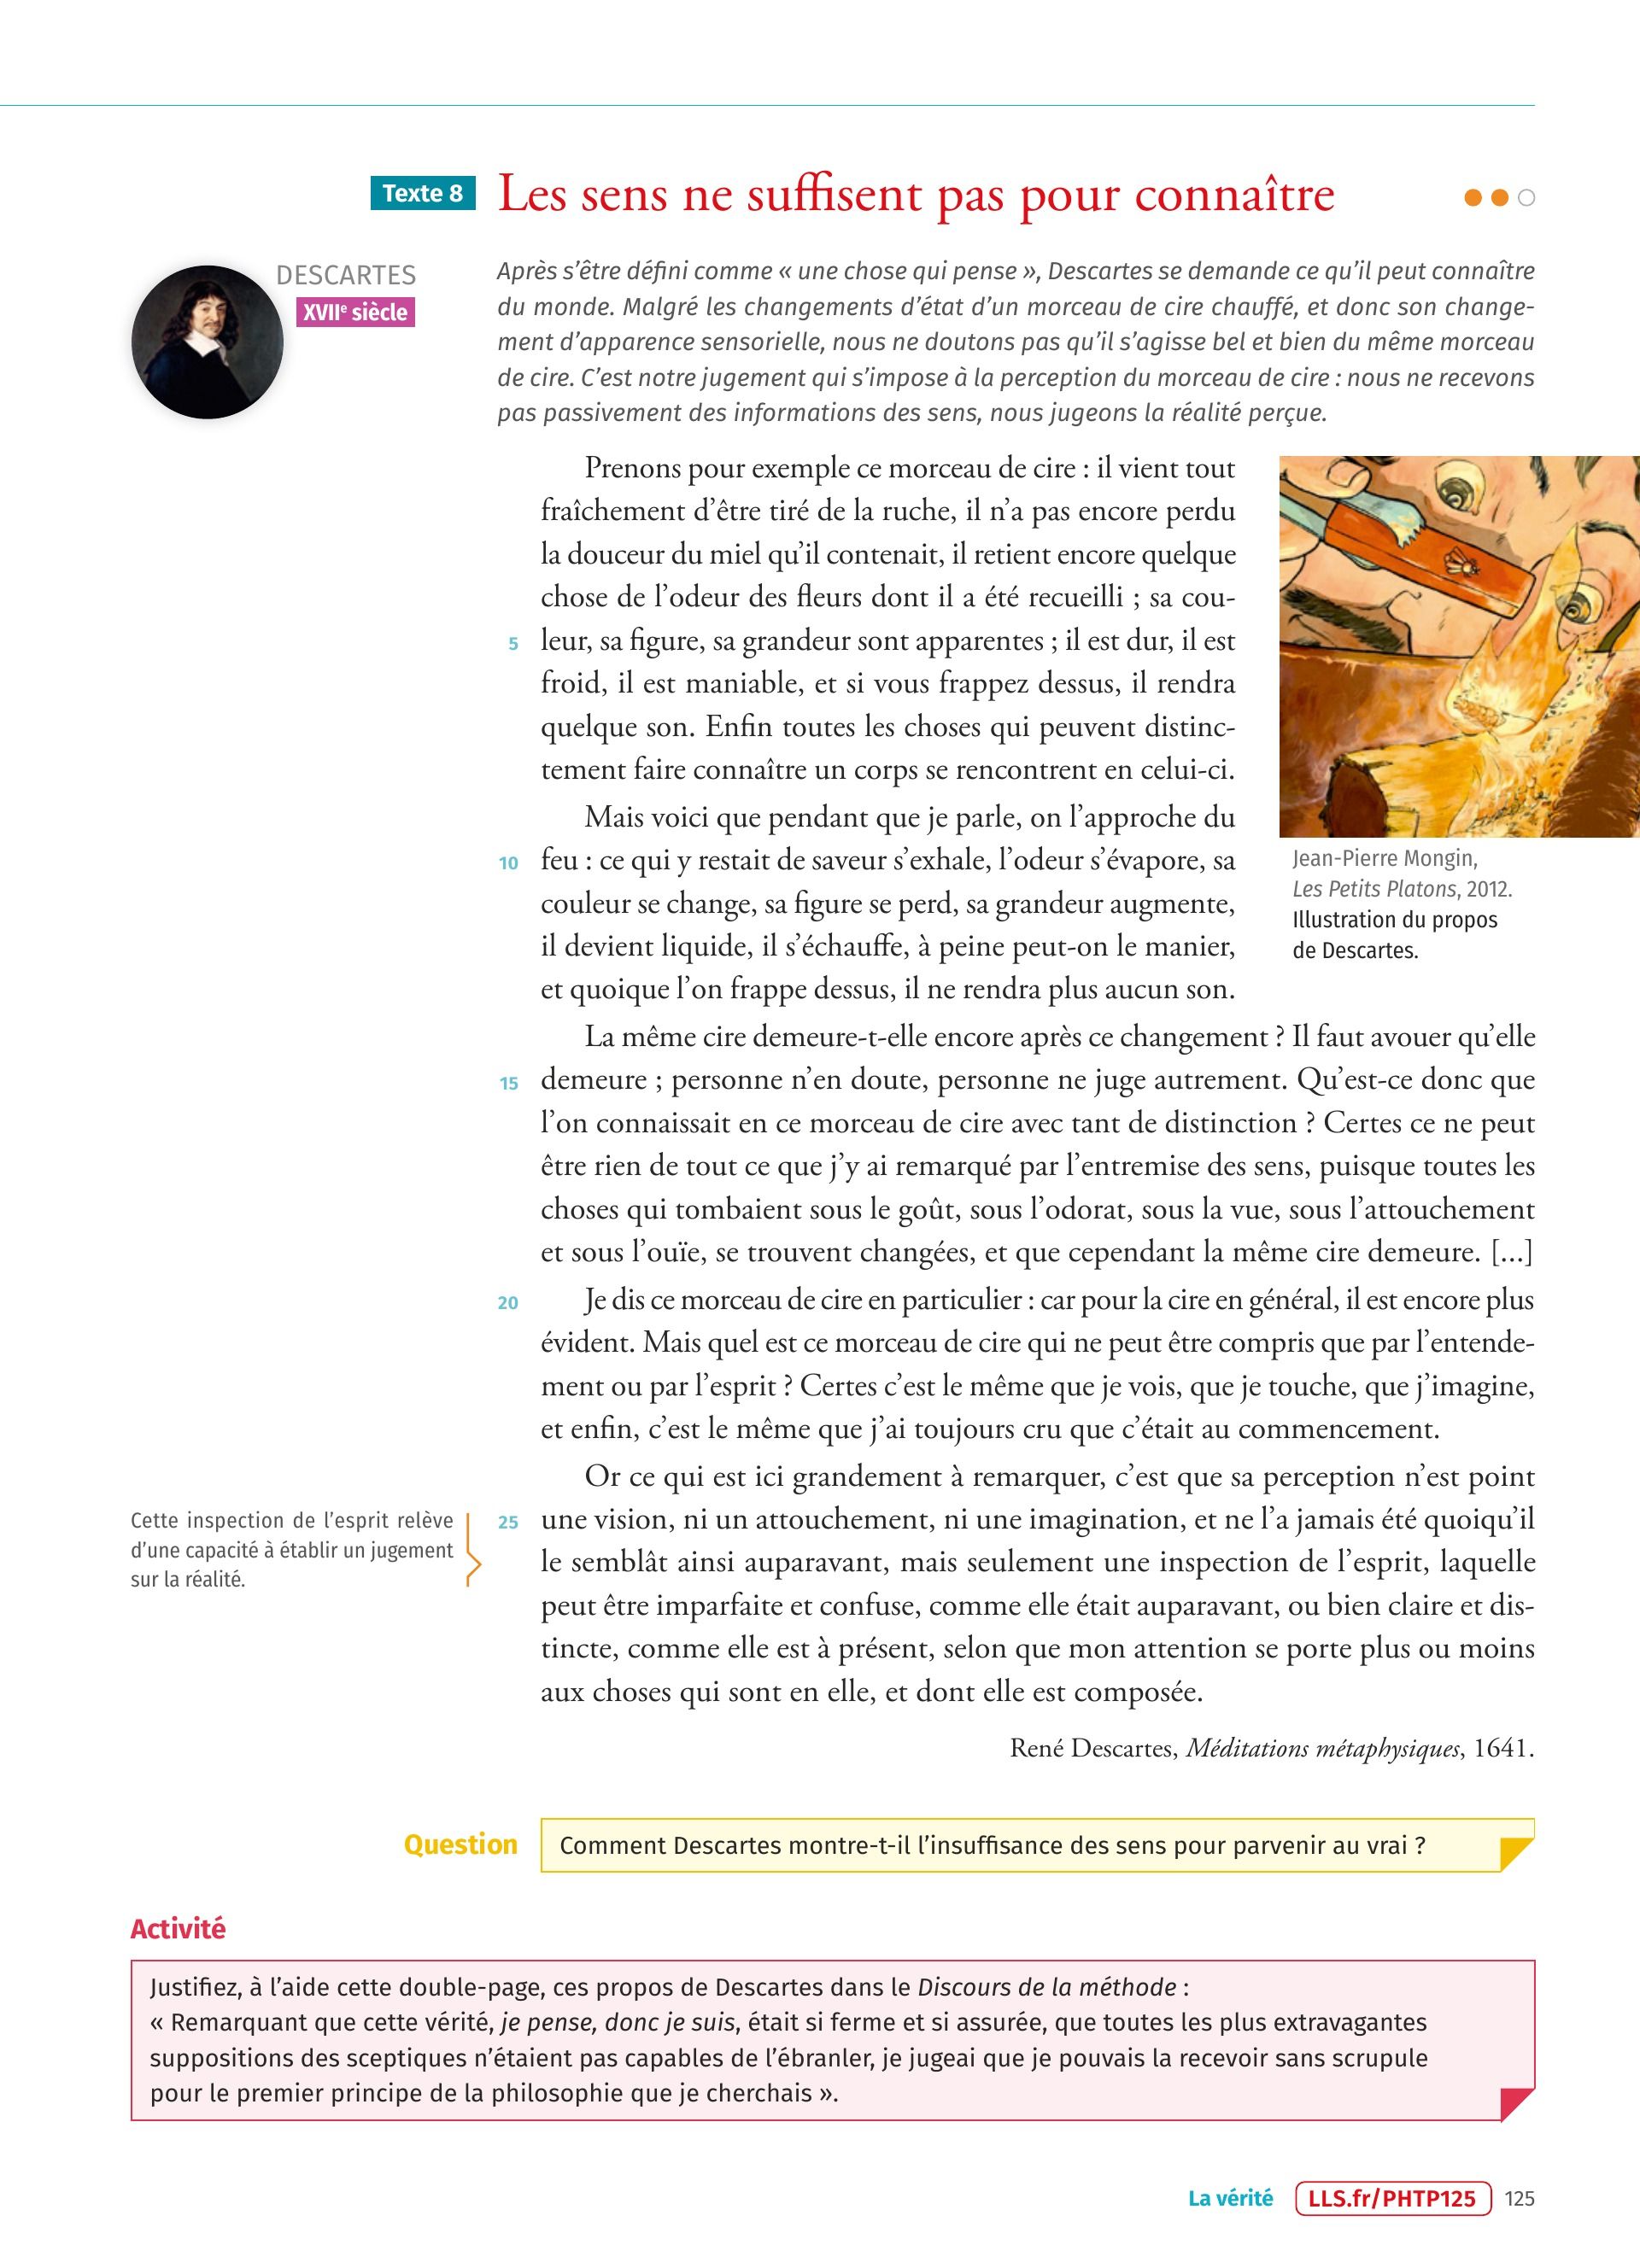 Texte 8 Les sens ne suffisent pas pour connaître
DESCARTES
XVIIe siècle
Après s’être défini comme « une chose qui pense », Descartes se demande ce qu’il peut connaître
du monde. Malgré les changements d’état d’un morceau de cire chauffé, et donc son change-
ment d’apparence sensorielle, nous ne doutons pas qu’il s’agisse bel et bien du même morceau
de cire. C’est notre jugement qui s’impose à la perception du morceau de cire : nous ne recevons
pas passivement des informations des sens, nous jugeons la réalité perçue.
Prenons pour exemple ce morceau de cire : il vient tout
fraîchement d’être tiré de la ruche, il n’a pas encore perdu
la douceur du miel qu’il contenait, il retient encore quelque
chose de l’odeur des fleurs dont il a été recueilli ; sa cou-
5 leur, sa figure, sa grandeur sont apparentes ; il est dur, il est
froid, il est maniable, et si vous frappez dessus, il rendra
quelque son. Enfin toutes les choses qui peuvent distinc-
tement faire connaître un corps se rencontrent en celui-ci.
Mais voici que pendant que je parle, on l’approche du
10 feu : ce qui y restait de saveur s’exhale, l’odeur s’évapore, sa
couleur se change, sa figure se perd, sa grandeur augmente,
il devient liquide, il s’échauffe, à peine peut-on le manier,
et quoique l’on frappe dessus, il ne rendra plus aucun son.
Jean-Pierre Mongin,
Les Petits Platons, 2012.
Illustration du propos
de Descartes.
La même cire demeure-t-elle encore après ce changement ? Il faut avouer qu’elle
15 demeure ; personne n’en doute, personne ne juge autrement. Qu’est-ce donc que
l’on connaissait en ce morceau de cire avec tant de distinction ? Certes ce ne peut
être rien de tout ce que j’y ai remarqué par l’entremise des sens, puisque toutes les
choses qui tombaient sous le goût, sous l’odorat, sous la vue, sous l’attouchement
et sous l’ouïe, se trouvent changées, et que cependant la même cire demeure. [...]
20 Je dis ce morceau de cire en particulier : car pour la cire en général, il est encore plus
évident. Mais quel est ce morceau de cire qui ne peut être compris que par l’entende-
ment ou par l’esprit ? Certes c’est le même que je vois, que je touche, que j’imagine,
et enfin, c’est le même que j’ai toujours cru que c’était au commencement.
Or ce qui est ici grandement à remarquer, c’est que sa perception n’est point
25 une vision, ni un attouchement, ni une imagination, et ne l’a jamais été quoiqu’il
le semblât ainsi auparavant, mais seulement une inspection de l’esprit, laquelle
peut être imparfaite et confuse, comme elle était auparavant, ou bien claire et dis-
tincte, comme elle est à présent, selon que mon attention se porte plus ou moins
aux choses qui sont en elle, et dont elle est composée.
Cette inspection de l’esprit relève
d’une capacité à établir un jugement
sur la réalité.
René Descartes, Méditations métaphysiques, 1641.
Question Comment Descartes montre-t-il l’insuffisance des sens pour parvenir au vrai ?
Activité
Justifiez, à l’aide cette double-page, ces propos de Descartes dans le Discours de la méthode :
« Remarquant que cette vérité, je pense, donc je suis, était si ferme et si assurée, que toutes les plus extravagantes
suppositions des sceptiques n’étaient pas capables de l’ébranler, je jugeai que je pouvais la recevoir sans scrupule
pour le premier principe de la philosophie que je cherchais ».
La vérité LLS.fr/PHTP125 125